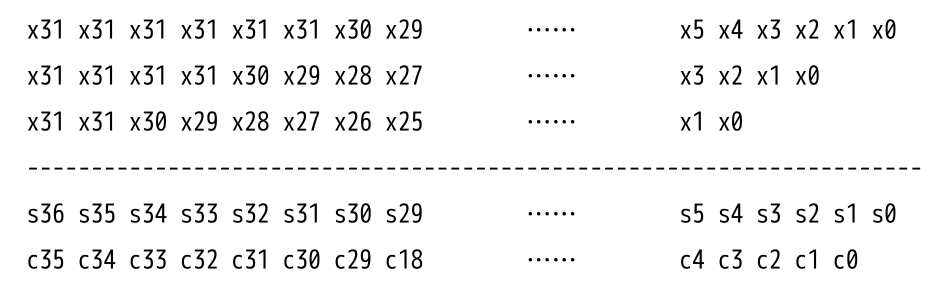 x31 x31 x31 x31 x31 x31 x30 x29 ...... x5 x4 x3 x2 x1 x0
x31 x31 x31 x31 x30 x29 x28 x27 ...... x3 x2 x1 x0
x31 x31 x30 x29 x28 x27 x26 x25 ...... x1 x0
----------------------------------------------------------------------
s36 s35 s34 s33 s32 s31 s30 s29 ...... s5 s4 s3 s2 s1 s0
c35 c34 c33 c32 c31 c30 c29 c18 ...... c4 c3 c2 c1 c0